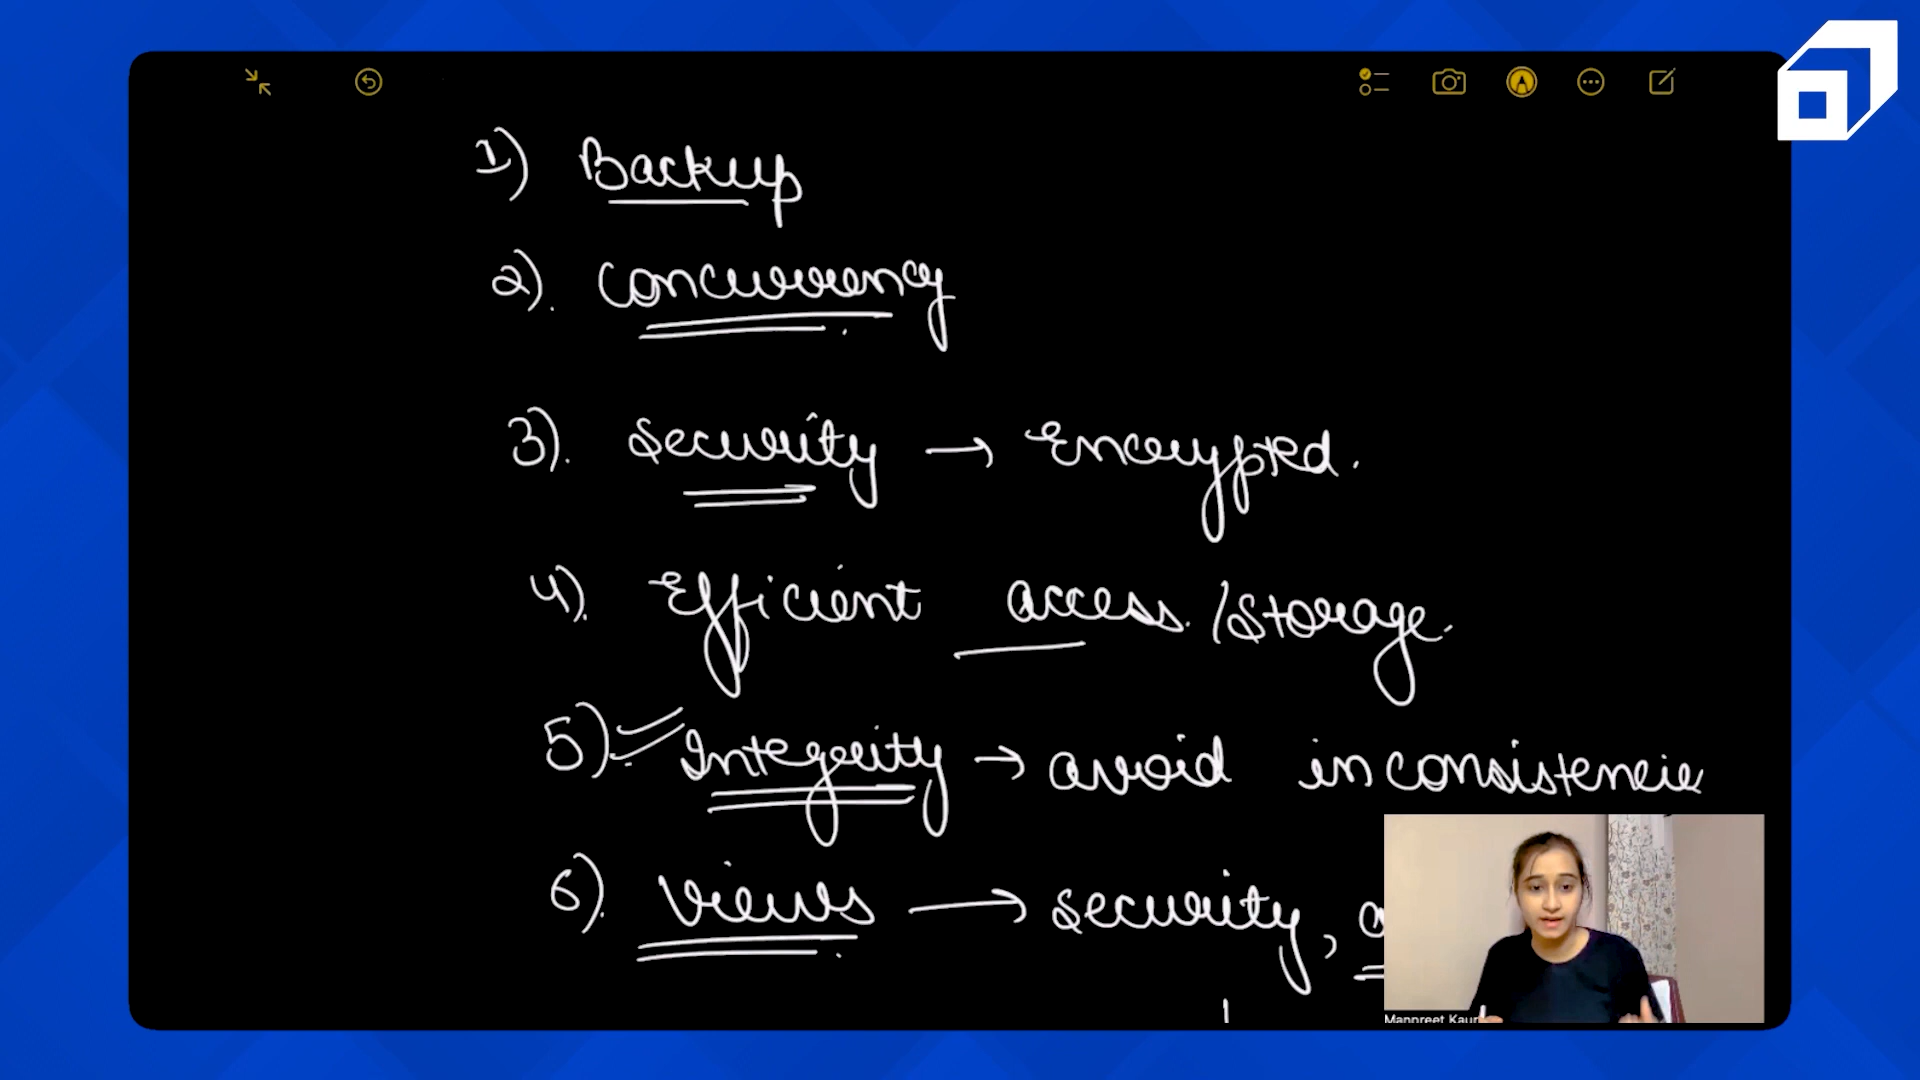 1) Backup
2). Concurrency
3). Security → Encrypted.
4). Efficient access. /Storage.
5) Integrity → avoid inconsistencie
6). Views → security,
Manpreet Kaur